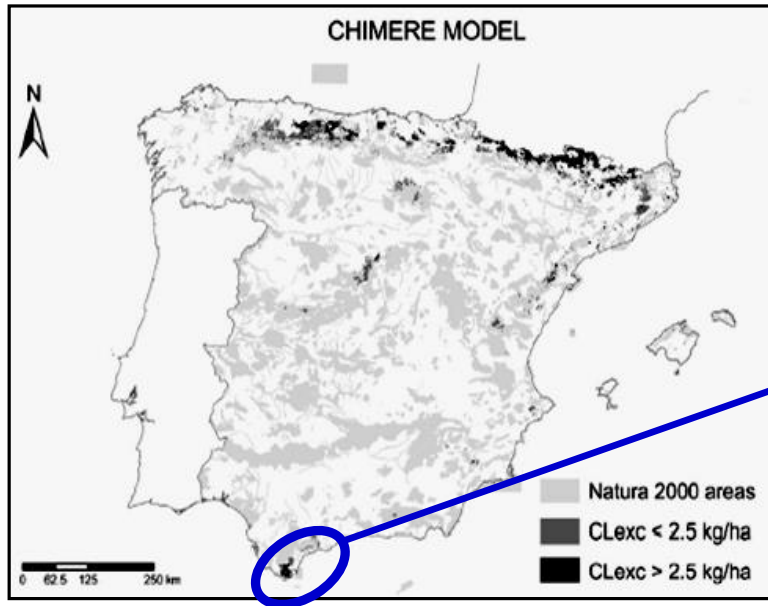 CHIMERE MODEL
N
Natura 2000 areas
CLexc < 2.5 kg/ha
CLexc > 2.5 kg/ha
0 62.5 125 250 km